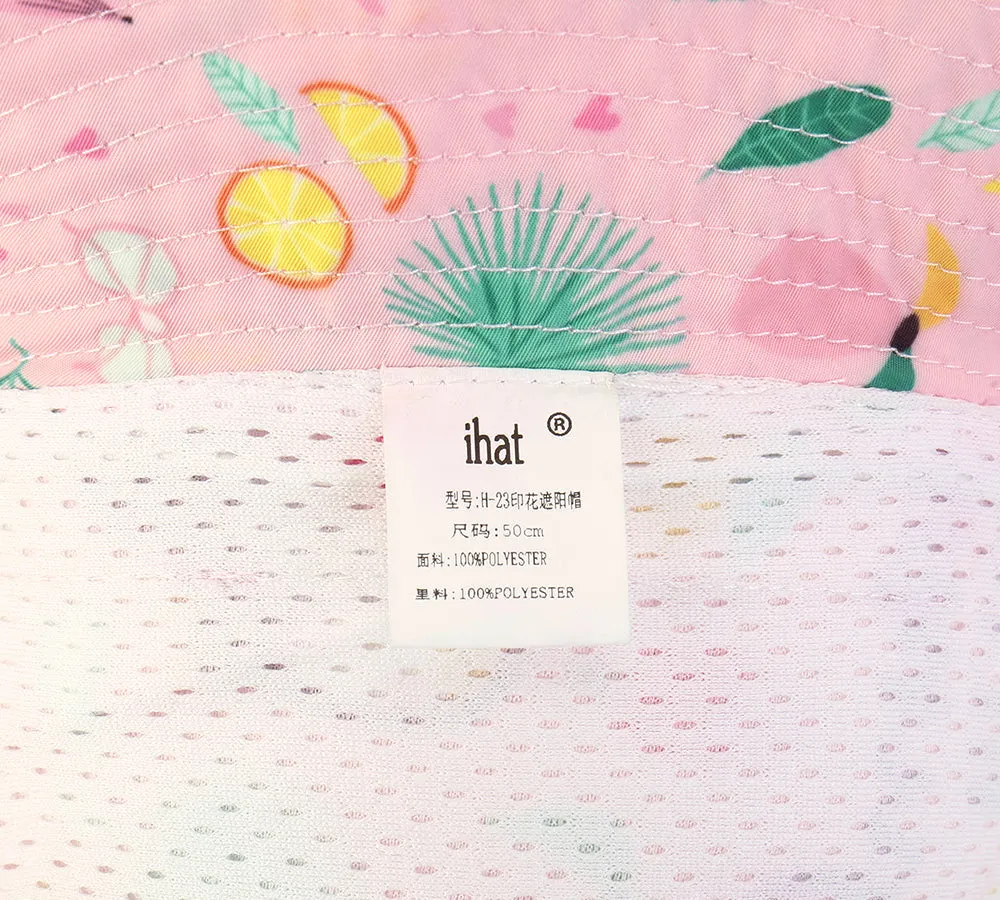 ihat ®
型号:H-23印花遮阳帽
尺码:50cm
面料:100%POLYESTER
里料:100%POLYESTER